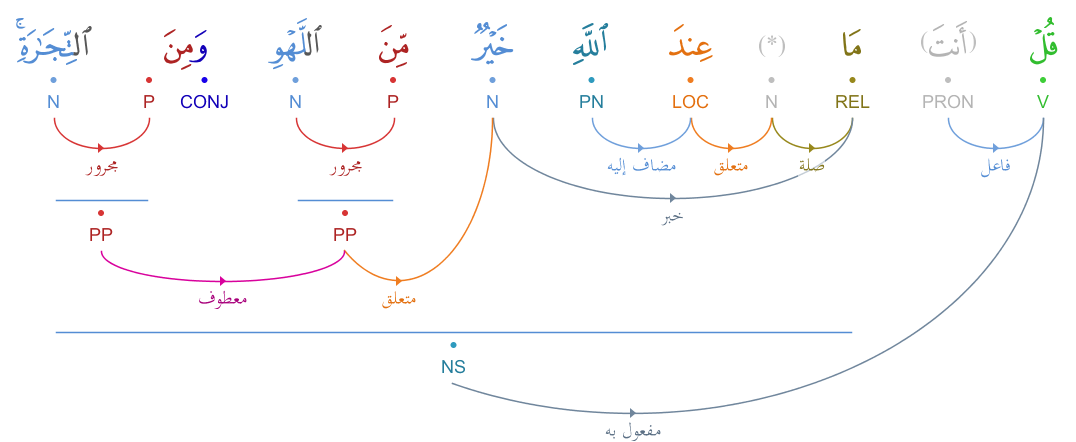 قُلْ (أَنتَ) مَا (*) عِندَ ٱللَّهِ خَيْرٌ مِّنَ ٱللَّهْوِ وَمِنَ ٱلتِّجَـٰرَةِ ۚ
V PRON REL N LOC PN N P N CONJ P N
فاعل صلة متعلق مضاف إليه مجرور مجرور
خبر
PP PP
متعلق معطوف
NS
مفعول به